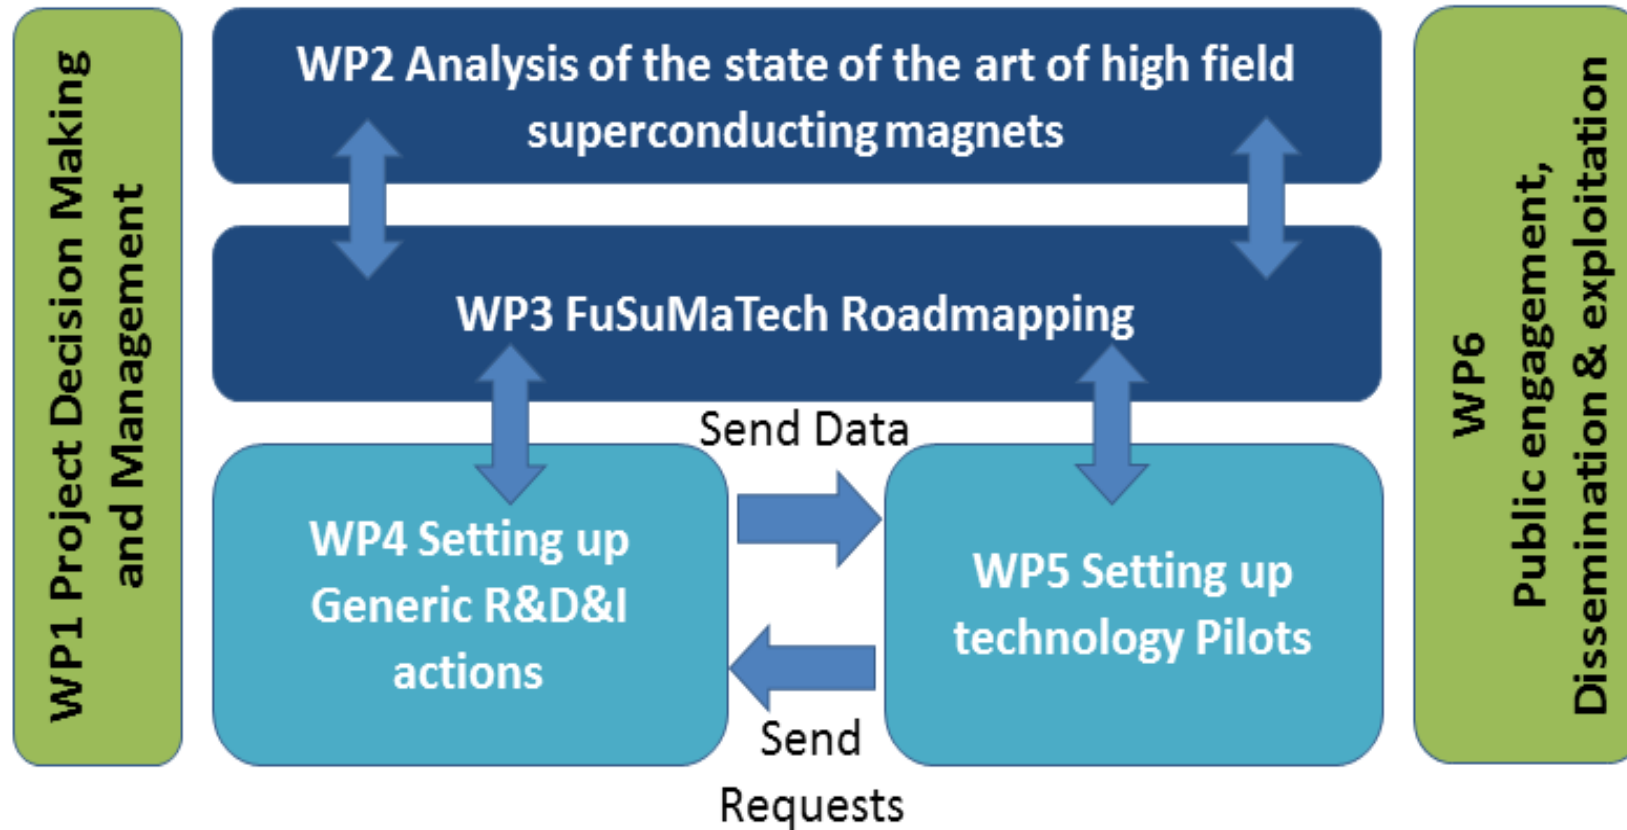 WP1 Project Decision Making
and Management
WP2 Analysis of the state of the art of high field
superconducting magnets
WP3 FuSuMaTech Roadmapping
Send Data
WP4 Setting up
Generic R&D&I
actions
WP5 Setting up
technology Pilots
Send
Requests
WP6
Public engagement,
Dissemination & exploitation